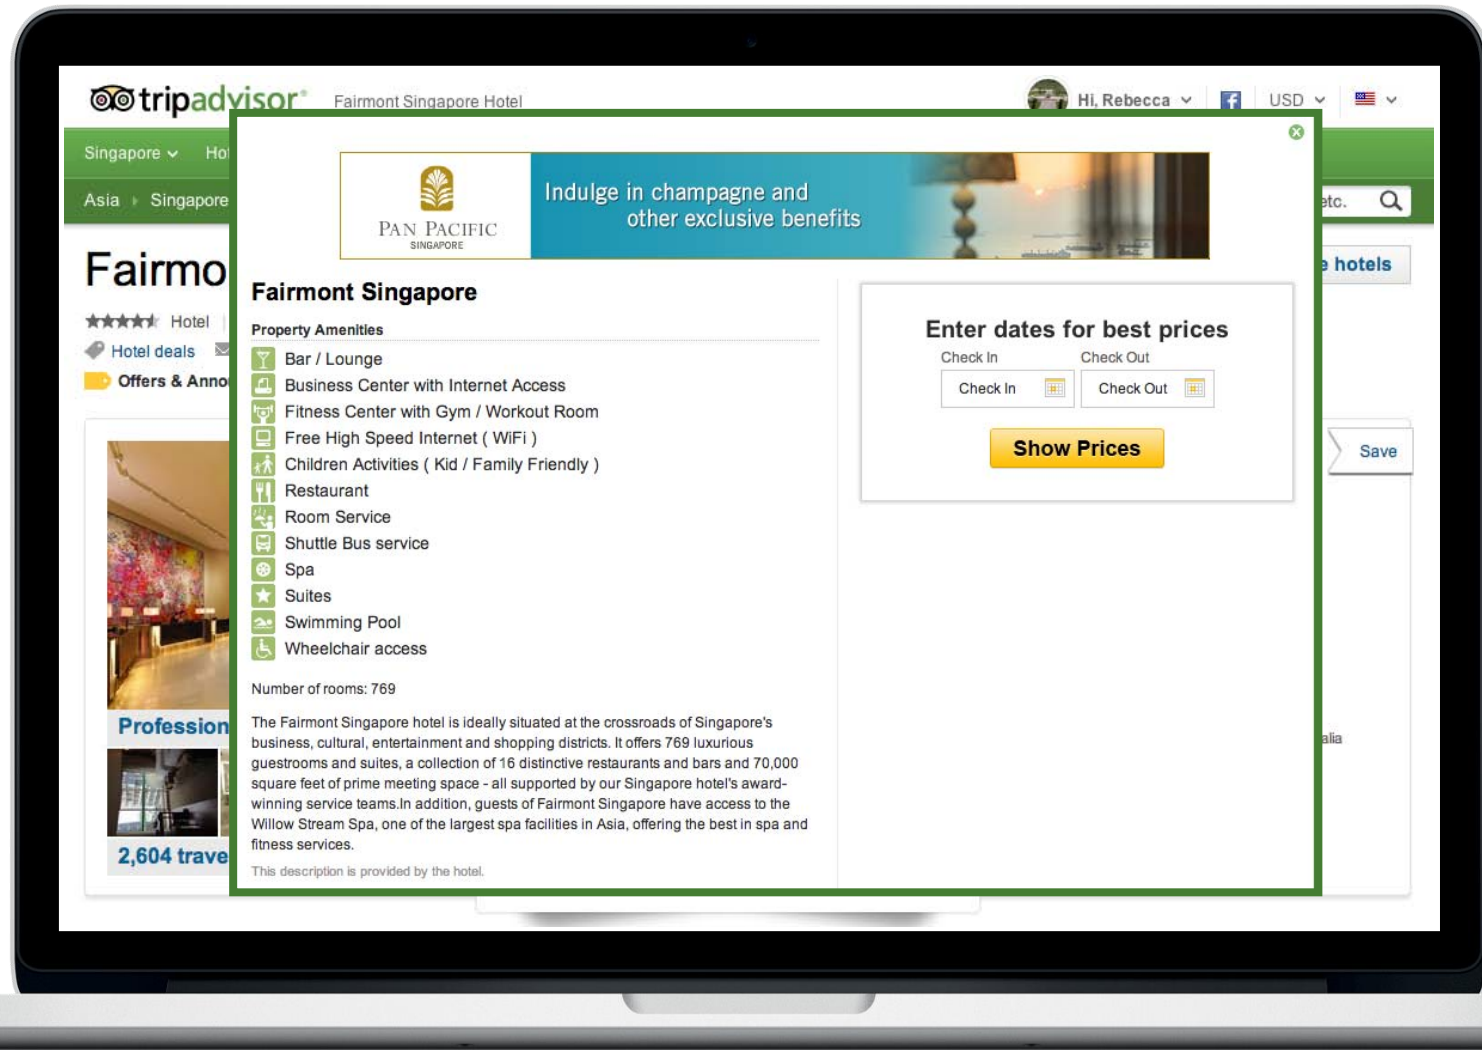 tripadvisor®
Fairmont Singapore Hotel
Hi, Rebecca
USD
Singapore
Asia
Singapore
etc.
hotels
Hotel
Hotel deals
Offers &
Save
2,604
PAN PACIFIC
SINGAPORE
Indulge in champagne and
other exclusive benefits
Fairmont Singapore
Property Amenities
Bar / Lounge
Business Center with Internet Access
Fitness Center with Gym / Workout Room
Free High Speed Internet ( WiFi )
Children Activities ( Kid / Family Friendly )
Restaurant
Room Service
Shuttle Bus service
Spa
Suites
Swimming Pool
Wheelchair access
Number of rooms: 769
The Fairmont Singapore hotel is ideally situated at the crossroads of Singapore's
business, cultural, entertainment and shopping districts. It offers 769 luxurious
guestrooms and suites, a collection of 16 distinctive restaurants and bars and 70,000
square feet of prime meeting space - all supported by our Singapore hotel's award-
winning service teams.In addition, guests of Fairmont Singapore have access to the
Willow Stream Spa, one of the largest spa facilities in Asia, offering the best in spa and
fitness services.
This description is provided by the hotel.
Enter dates for best prices
Check In Check Out
Check In Check Out
Show Prices